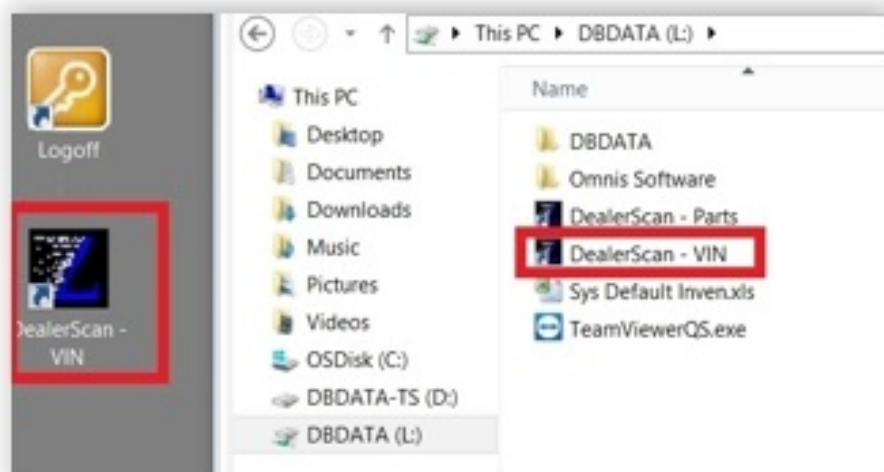 Logoff
DealerScan -
VIN
This PC
DBDATA (L:)
This PC
Desktop
Documents
Downloads
Music
Pictures
Videos
OSDisk (C:)
DBDATA-TS (D:)
DBDATA (L:)
Name
DBDATA
Omnis Software
DealerScan - Parts
DealerScan - VIN
Sys Default Inven.xls
TeamViewerQS.exe